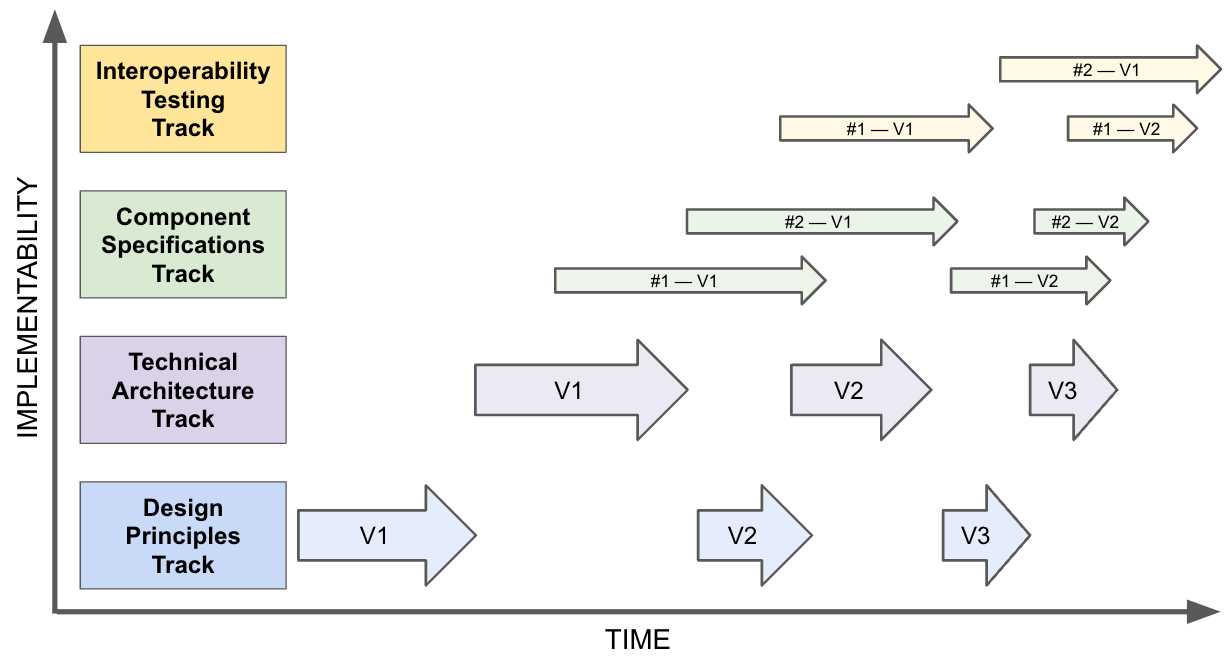 IMPLEMENTABILITY
Interoperability
Testing
Track
#2 — V1
#1 — V1
#1 — V2
Component
Specifications
Track
#2 — V1
#2 — V2
#1 — V1
#1 — V2
Technical
Architecture
Track
V1
V2
V3
Design
Principles
Track
V1
V2
V3
TIME